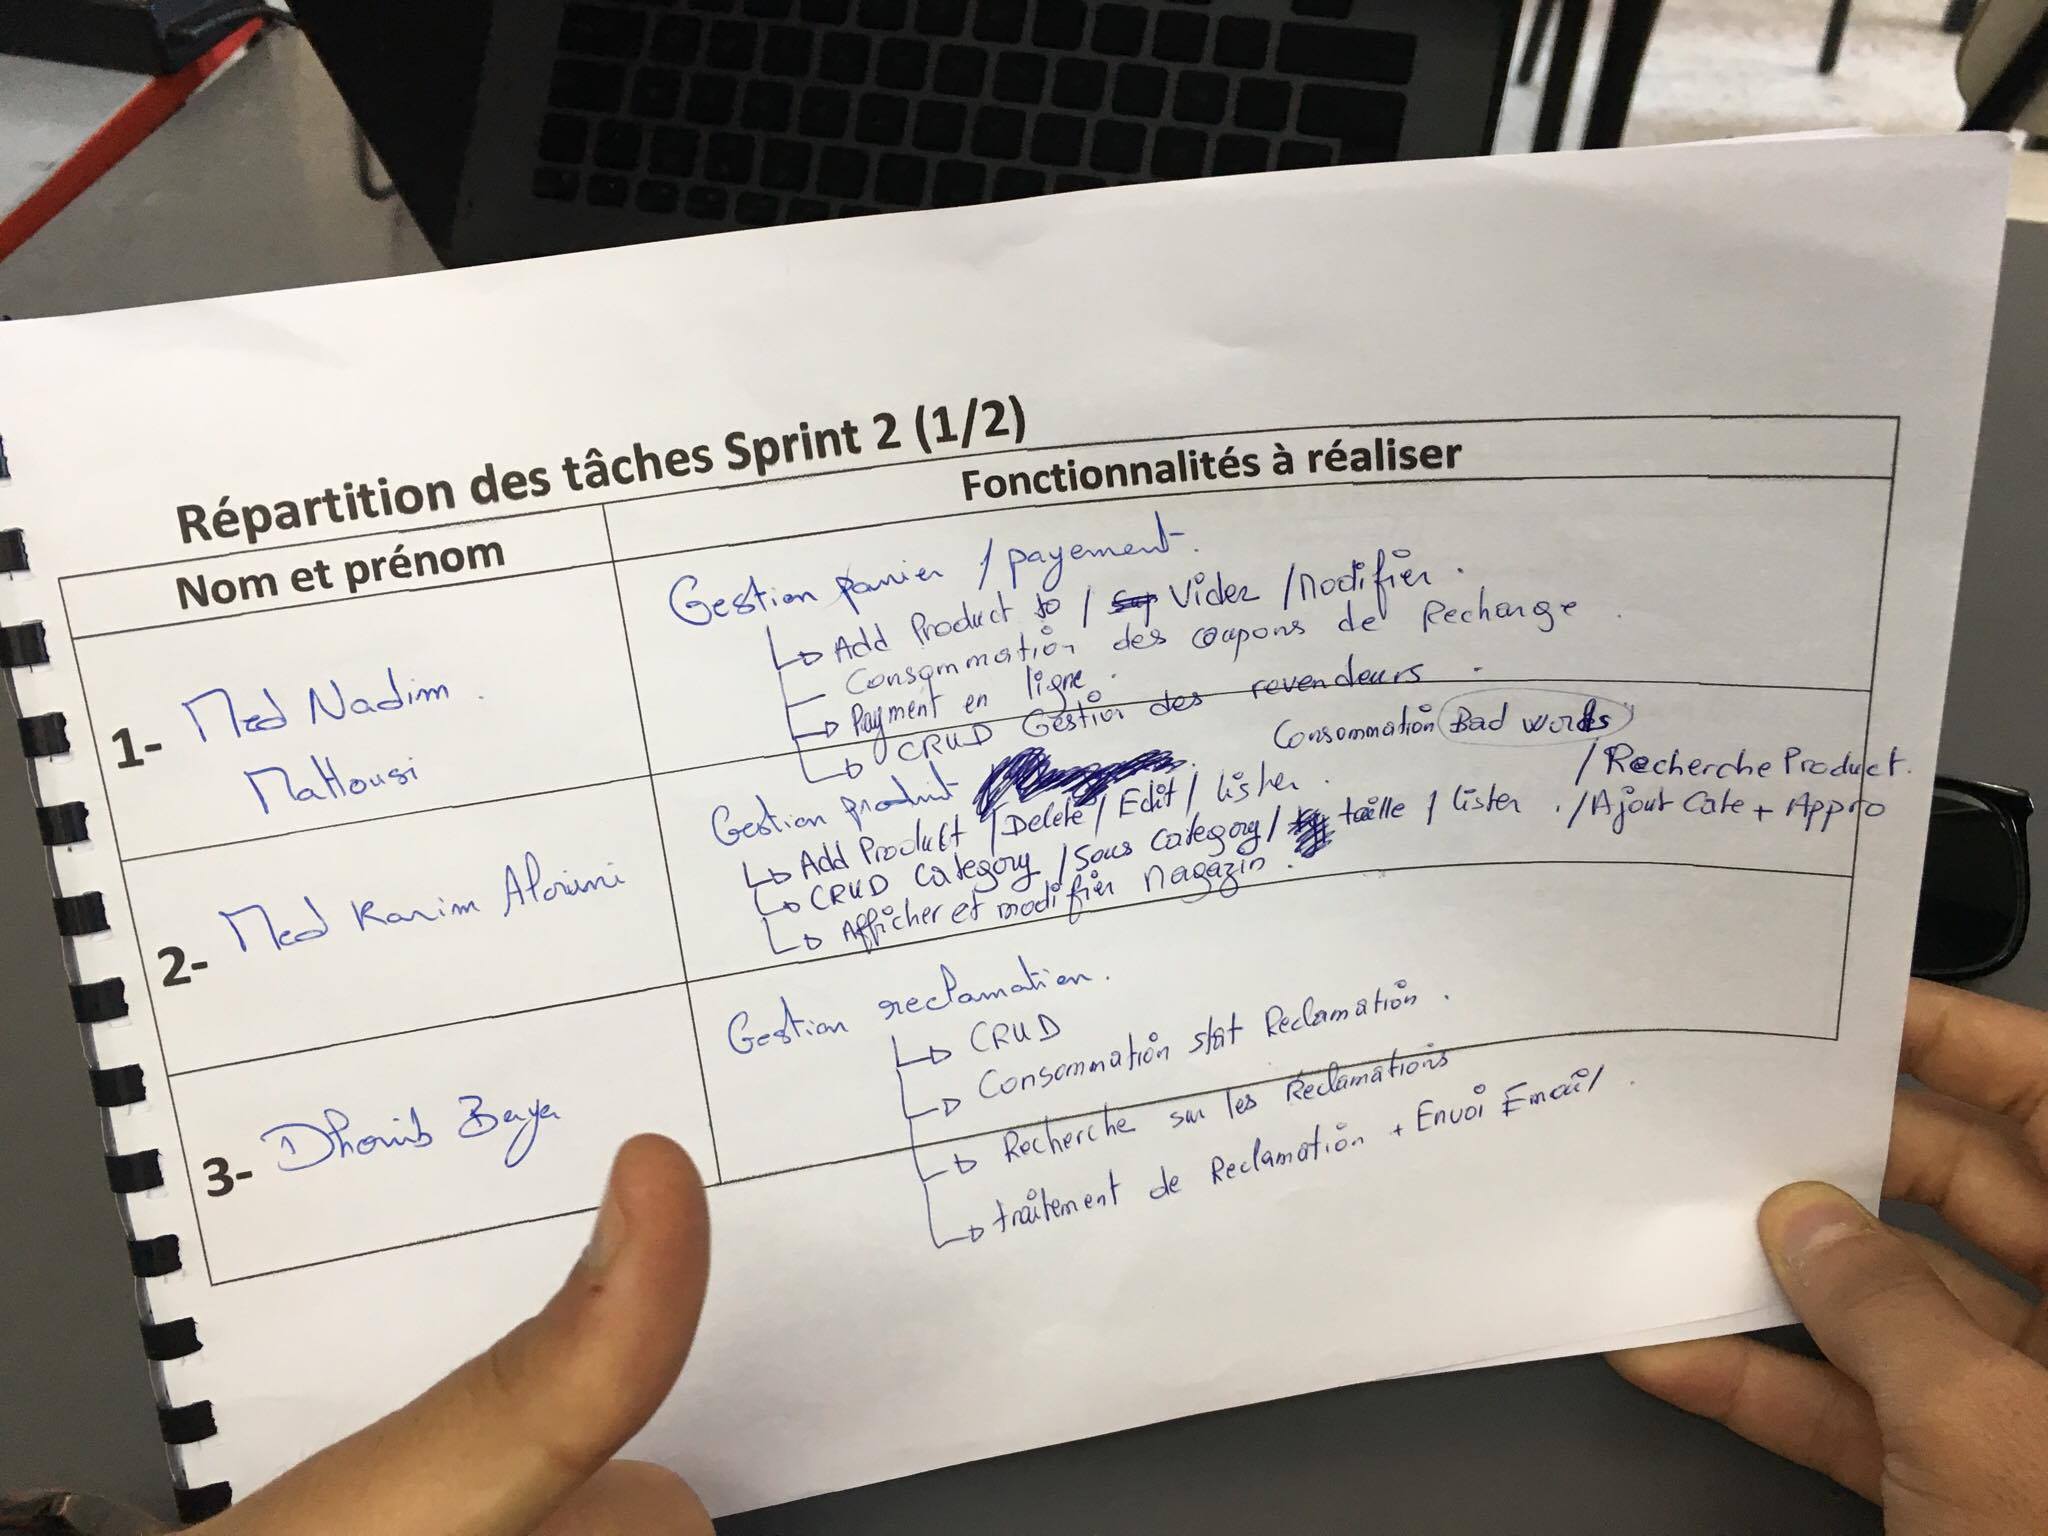 Répartition des tâches Sprint 2 (1/2)
Nom et prénom
Fonctionnalités à réaliser
1- Med Nadim
Gestion panier / payement.
Add Product to / Vider / Modifier.
Consommation des coupons de Rechange.
Payment en ligne.
CRUD Gestion des revendeurs.
2- Med Karim
Gestion produit
Consommation Bad words
Add Product / Delete / Edit / lister.
/ Recherche Product.
CRUD Category / Sous Category / taille / lister. / Ajout Cate + Appro
Afficher et modifier Magazin.
3- Dhouib Baya
Gestion reclamation.
CRUD
Consommation stat Reclamation.
Recherche sur les Reclamations
traitement de Reclamation + Envoi Email.